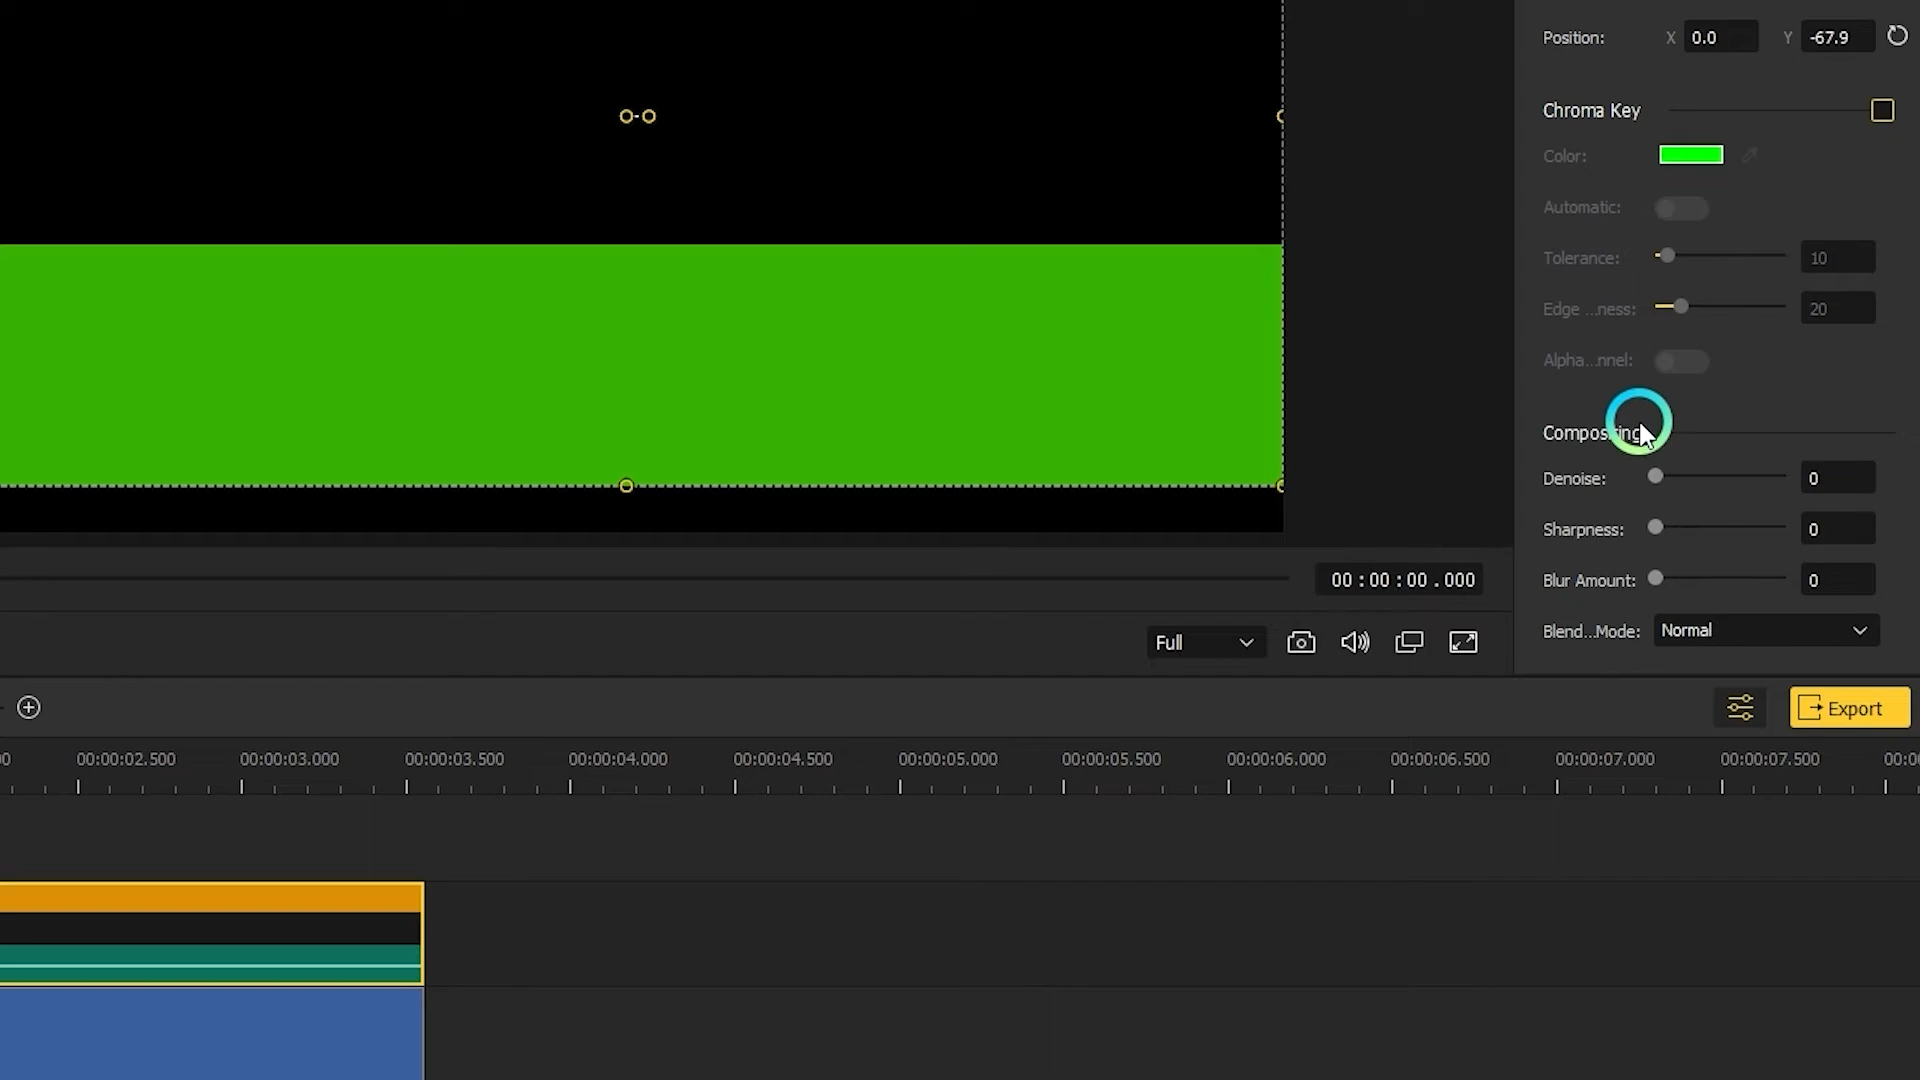 Position: X 0.0 Y -67.9
Chroma Key
Color:
Automatic:
Tolerance: 10
Edge ...ness: 20
Alpha...nnel:
Compositing
Denoise: 0
Sharpness: 0
Blur Amount: 0
Blend...Mode: Normal
00:00:00.000
Full
Export
00:00:02.500 00:00:03.000 00:00:03.500 00:00:04.000 00:00:04.500 00:00:05.000 00:00:05.500 00:00:06.000 00:00:06.500 00:00:07.000 00:00:07.500